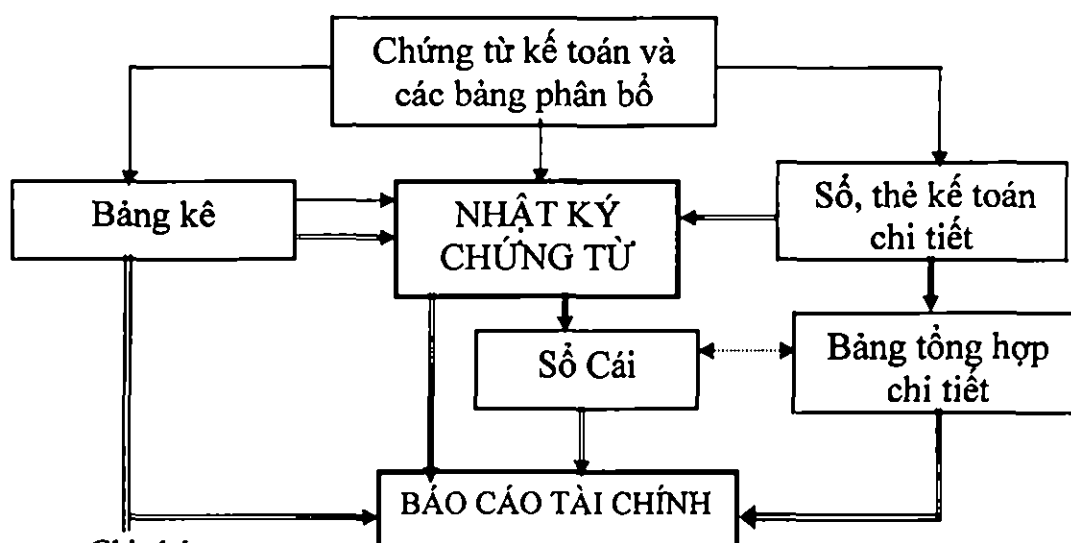 Chứng từ kế toán và
các bảng phân bổ
Bảng kê
NHẬT KÝ
CHỨNG TỪ
Sổ, thẻ kế toán
chi tiết
Sổ Cái
Bảng tổng hợp
chi tiết
BÁO CÁO TÀI CHÍNH